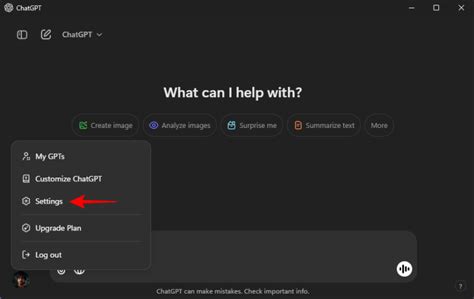 ChatGPT
ChatGPT
What can I help with?
Create image
Analyze images
Surprise me
Summarize text
More
My GPTs
Customize ChatGPT
Settings
Upgrade Plan
Log out
ChatGPT can make mistakes. Check important info.
?